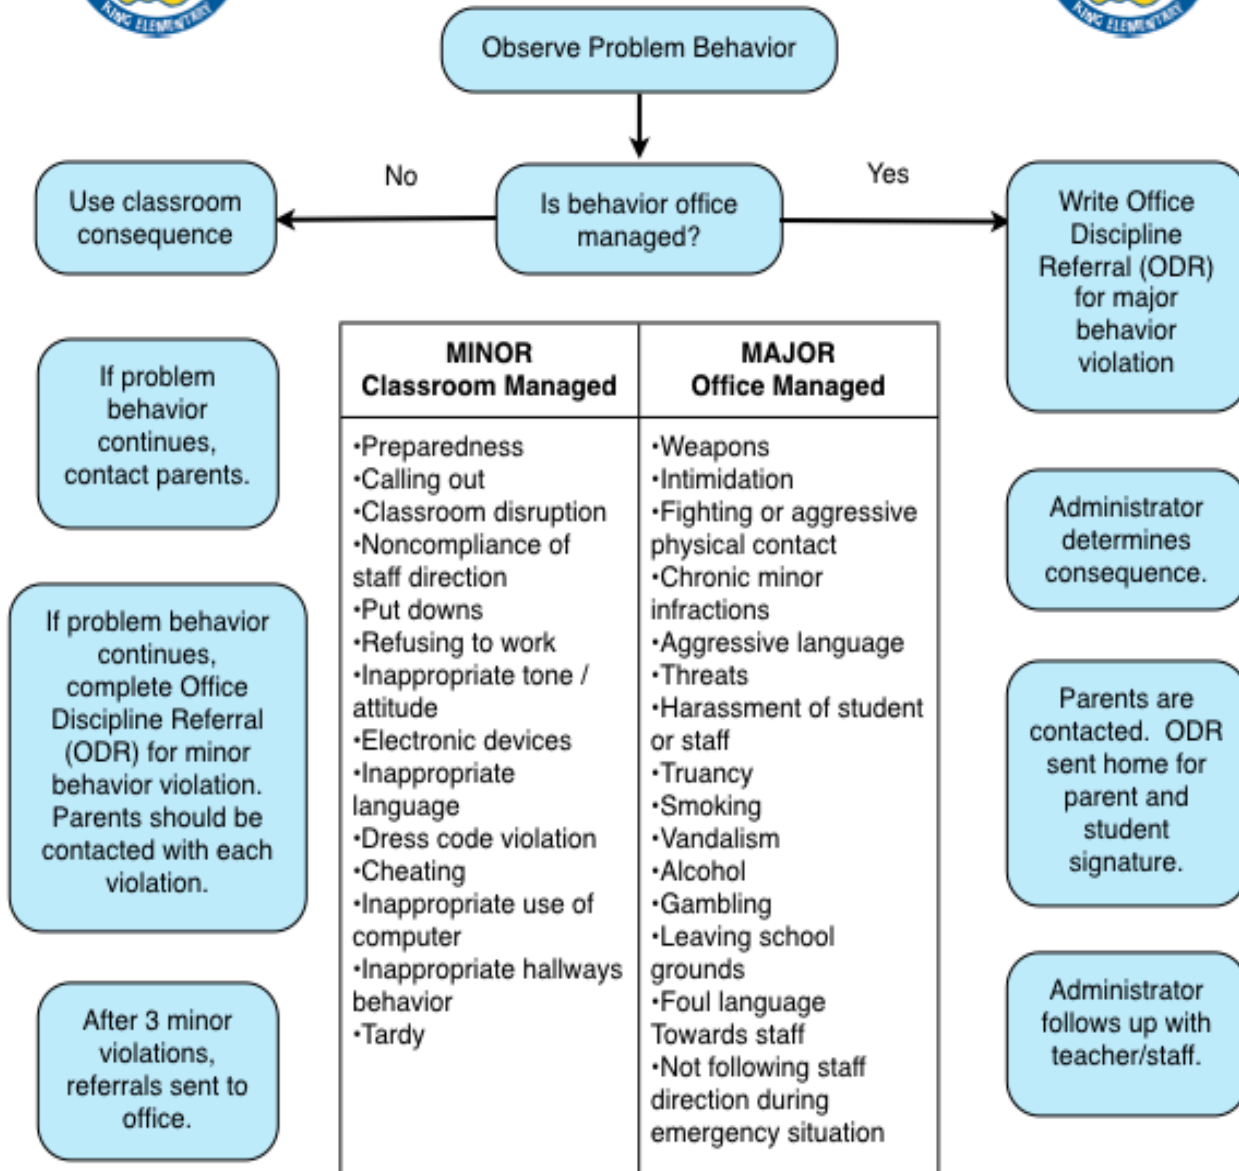 KING ELEMENTARY
KING ELEMENTARY
Observe Problem Behavior
No
Yes
Use classroom
consequence
Is behavior office
managed?
Write Office
Discipline
Referral (ODR)
for major
behavior
violation
If problem
behavior
continues,
contact parents.
If problem behavior
continues,
complete Office
Discipline Referral
(ODR) for minor
behavior violation.
Parents should be
contacted with each
violation.
After 3 minor
violations,
referrals sent to
office.
MINOR
Classroom Managed
•Preparedness
•Calling out
•Classroom disruption
•Noncompliance of
staff direction
•Put downs
•Refusing to work
•Inappropriate tone /
attitude
•Electronic devices
•Inappropriate
language
•Dress code violation
•Cheating
•Inappropriate use of
computer
•Inappropriate hallways
behavior
•Tardy
MAJOR
Office Managed
•Weapons
•Intimidation
•Fighting or aggressive
physical contact
•Chronic minor
infractions
•Aggressive language
•Threats
•Harassment of student
or staff
•Truancy
•Smoking
•Vandalism
•Alcohol
•Gambling
•Leaving school
grounds
•Foul language
Towards staff
•Not following staff
direction during
emergency situation
Administrator
determines
consequence.
Parents are
contacted.  ODR
sent home for
parent and
student
signature.
Administrator
follows up with
teacher/staff.